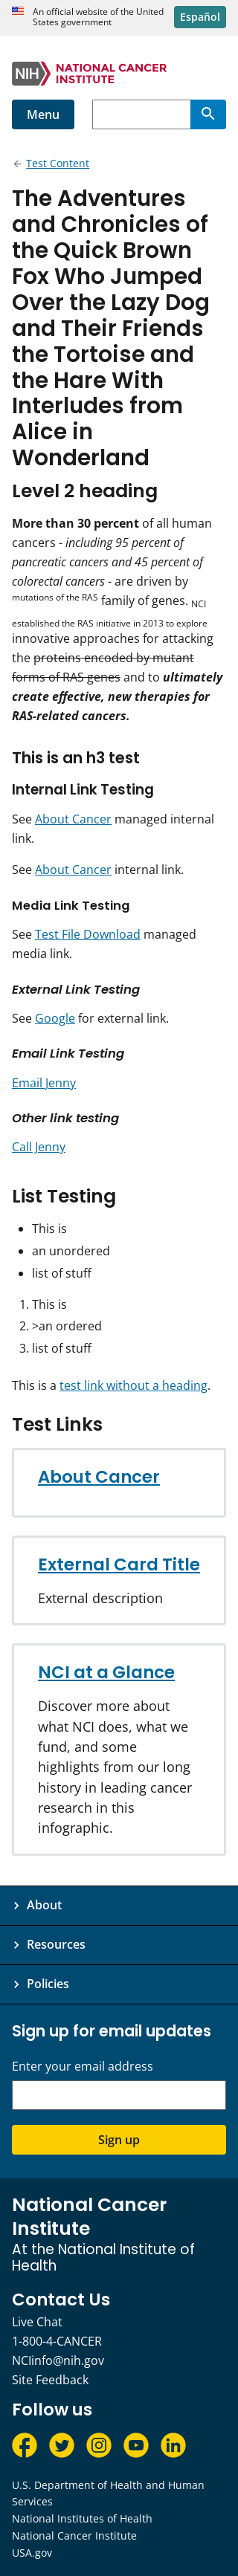 An official website of the United
States government
Español
NIH
NATIONAL CANCER
INSTITUTE
Menu
Test Content
The Adventures
and Chronicles of
the Quick Brown
Fox Who Jumped
Over the Lazy Dog
and Their Friends
the Tortoise and
the Hare With
Interludes from
Alice in
Wonderland
Level 2 heading
More than 30 percent of all human
cancers - including 95 percent of
pancreatic cancers and 45 percent of
colorectal cancers - are driven by
mutations of the RAS family of genes. NCI
established the RAS initiative in 2013 to explore
innovative approaches for attacking
the proteins encoded by mutant
forms of RAS genes and to ultimately
create effective, new therapies for
RAS-related cancers.
This is an h3 test
Internal Link Testing
See About Cancer managed internal
link.
See About Cancer internal link.
Media Link Testing
See Test File Download managed
media link.
External Link Testing
See Google for external link.
Email Link Testing
Email Jenny
Other link testing
Call Jenny
List Testing
• This is
• an unordered
• list of stuff
1. This is
2. >an ordered
3. list of stuff
This is a test link without a heading.
Test Links
About Cancer
External Card Title
External description
NCI at a Glance
Discover more about
what NCI does, what we
fund, and some
highlights from our long
history in leading cancer
research in this
infographic.
About
Resources
Policies
Sign up for email updates
Enter your email address
Sign up
National Cancer
Institute
At the National Institute of
Health
Contact Us
Live Chat
1-800-4-CANCER
NCIinfo@nih.gov
Site Feedback
Follow us
U.S. Department of Health and Human
Services
National Institutes of Health
National Cancer Institute
USA.gov